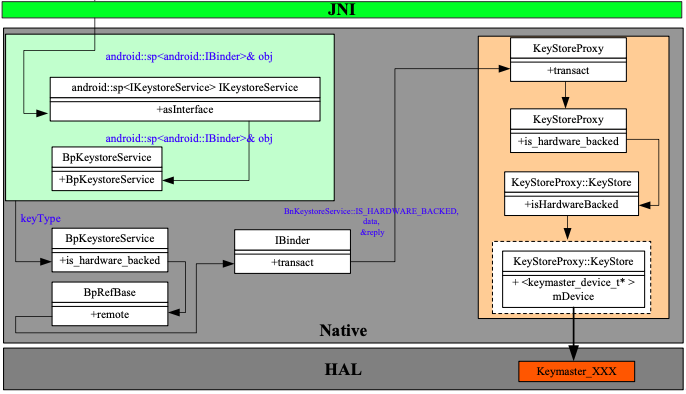 JNI
android::sp<android::IBinder>& obj
android::sp<IKeystoreService> IKeystoreService
+asInterface
android::sp<android::IBinder>& obj
BpKeystoreService
+BpKeystoreService
keyType
BpKeystoreService
+is_hardware_backed
BpRefBase
+remote
IBinder
+transact
BnKeystoreService::IS_HARDWARE_BACKED,
data,
&reply
KeyStoreProxy
+transact
KeyStoreProxy
+is_hardware_backed
KeyStoreProxy::KeyStore
+isHardwareBacked
KeyStoreProxy::KeyStore
+ <keymaster_device_t* >
mDevice
Native
HAL
Keymaster_XXX